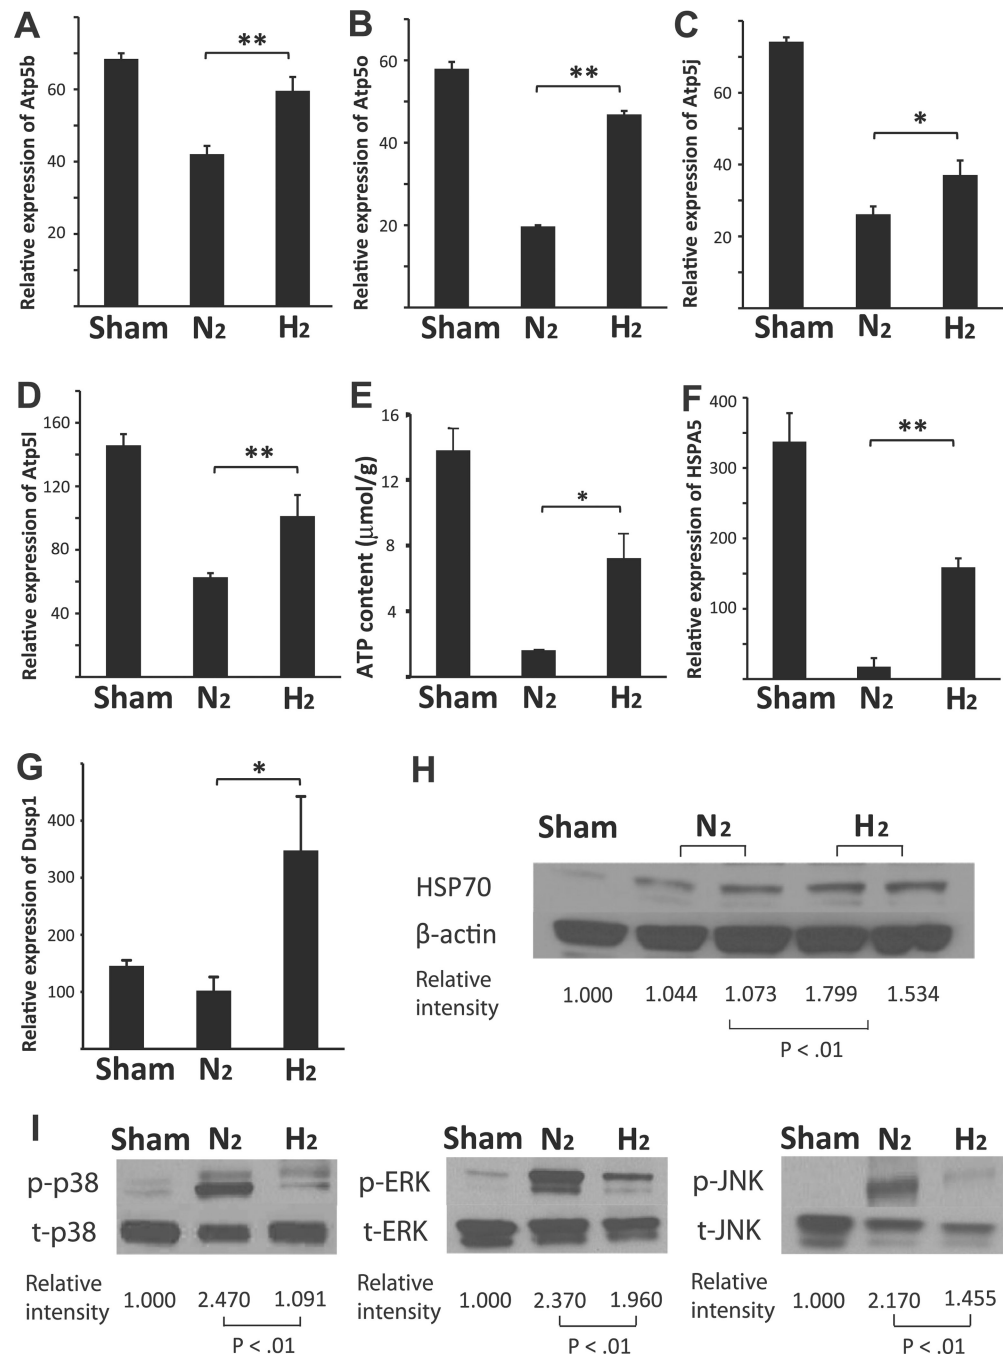 A
Relative expression of Atp5b
60
40
20
**
Sham N2 H2
B
Relative expression of Atp5o
60
40
20
**
Sham N2 H2
C
Relative expression of Atp5j
60
40
20
*
Sham N2 H2
D
Relative expression of Atp5l
160
120
80
40
**
Sham N2 H2
E
ATP content (μmol/g)
16
12
8
4
*
Sham N2 H2
F
Relative expression of HSPA5
400
300
200
100
**
Sham N2 H2
G
Relative expression of Dusp1
400
300
200
100
*
Sham N2 H2
H
Sham N2 H2
HSP70
β-actin
Relative
intensity
1.000 1.044 1.073 1.799 1.534
P < .01
I
Sham N2 H2
p-p38
t-p38
Relative
intensity
1.000 2.470 1.091
P < .01
Sham N2 H2
p-ERK
t-ERK
Relative
intensity
1.000 2.370 1.960
P < .01
Sham N2 H2
p-JNK
t-JNK
Relative
intensity
1.000 2.170 1.455
P < .01